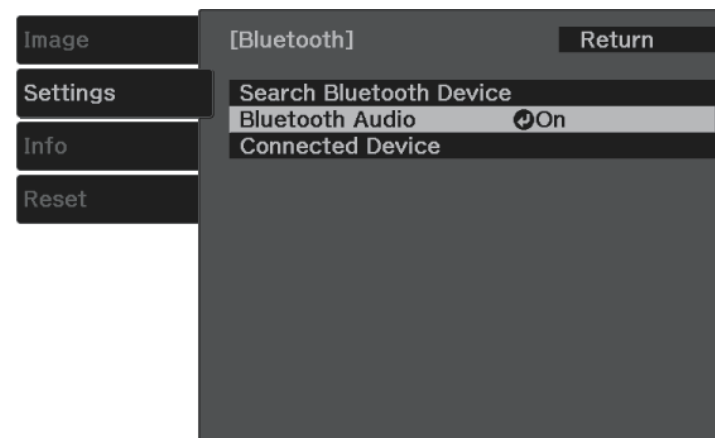 Image
Settings
Info
Reset
[Bluetooth]
Return
Search Bluetooth Device
Bluetooth Audio On
Connected Device